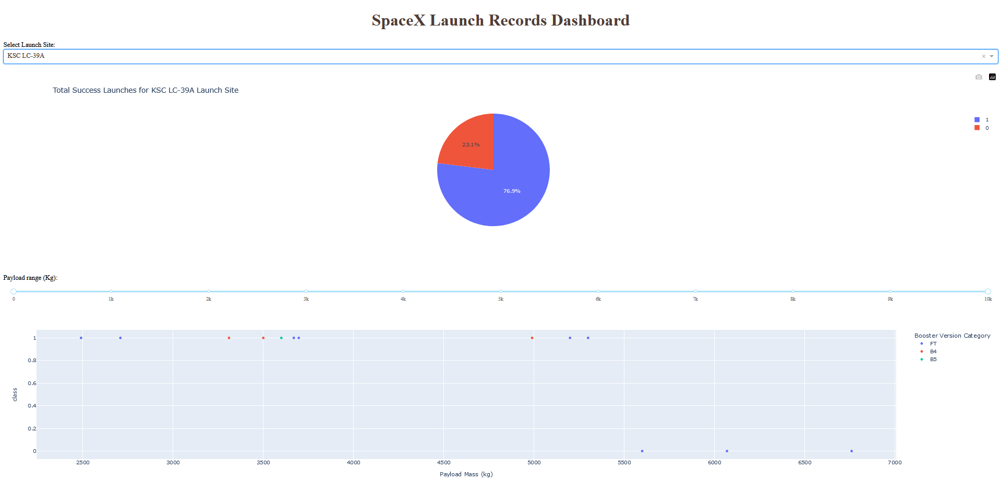 SpaceX Launch Records Dashboard
Select Launch Site:
KSC LC-39A
Total Success Launches for KSC LC-39A Launch Site
1
0
23.1%
76.9%
Payload range (Kg):
0 1k 2k 3k 4k 5k 6k 7k 8k 9k 10k
Booster Version Category
FT
B4
B5
1
0.8
0.6
0.4
0.2
0
class
2500 3000 3500 4000 4500 5000 5500 6000 6500 7000
Payload Mass (kg)